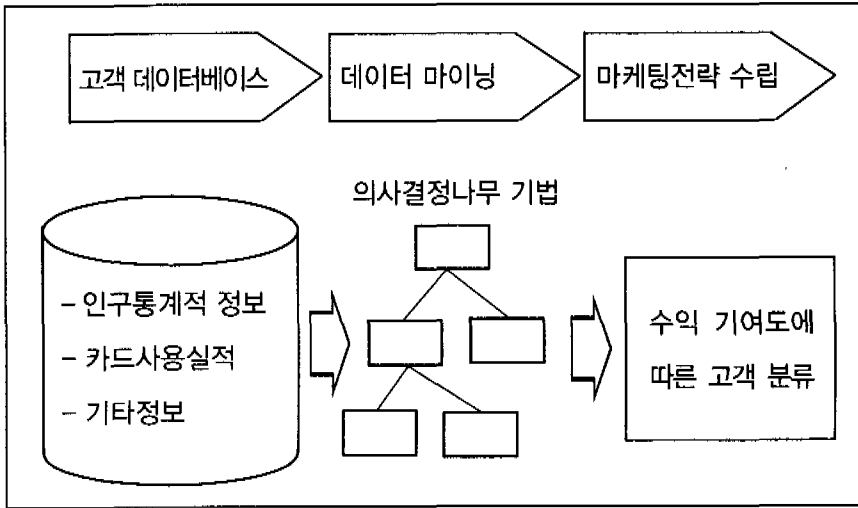 고객 데이터베이스
데이터 마이닝
마케팅전략 수립
의사결정나무 기법
- 인구통계적 정보
- 카드사용실적
- 기타정보
수익 기여도에
따른 고객 분류